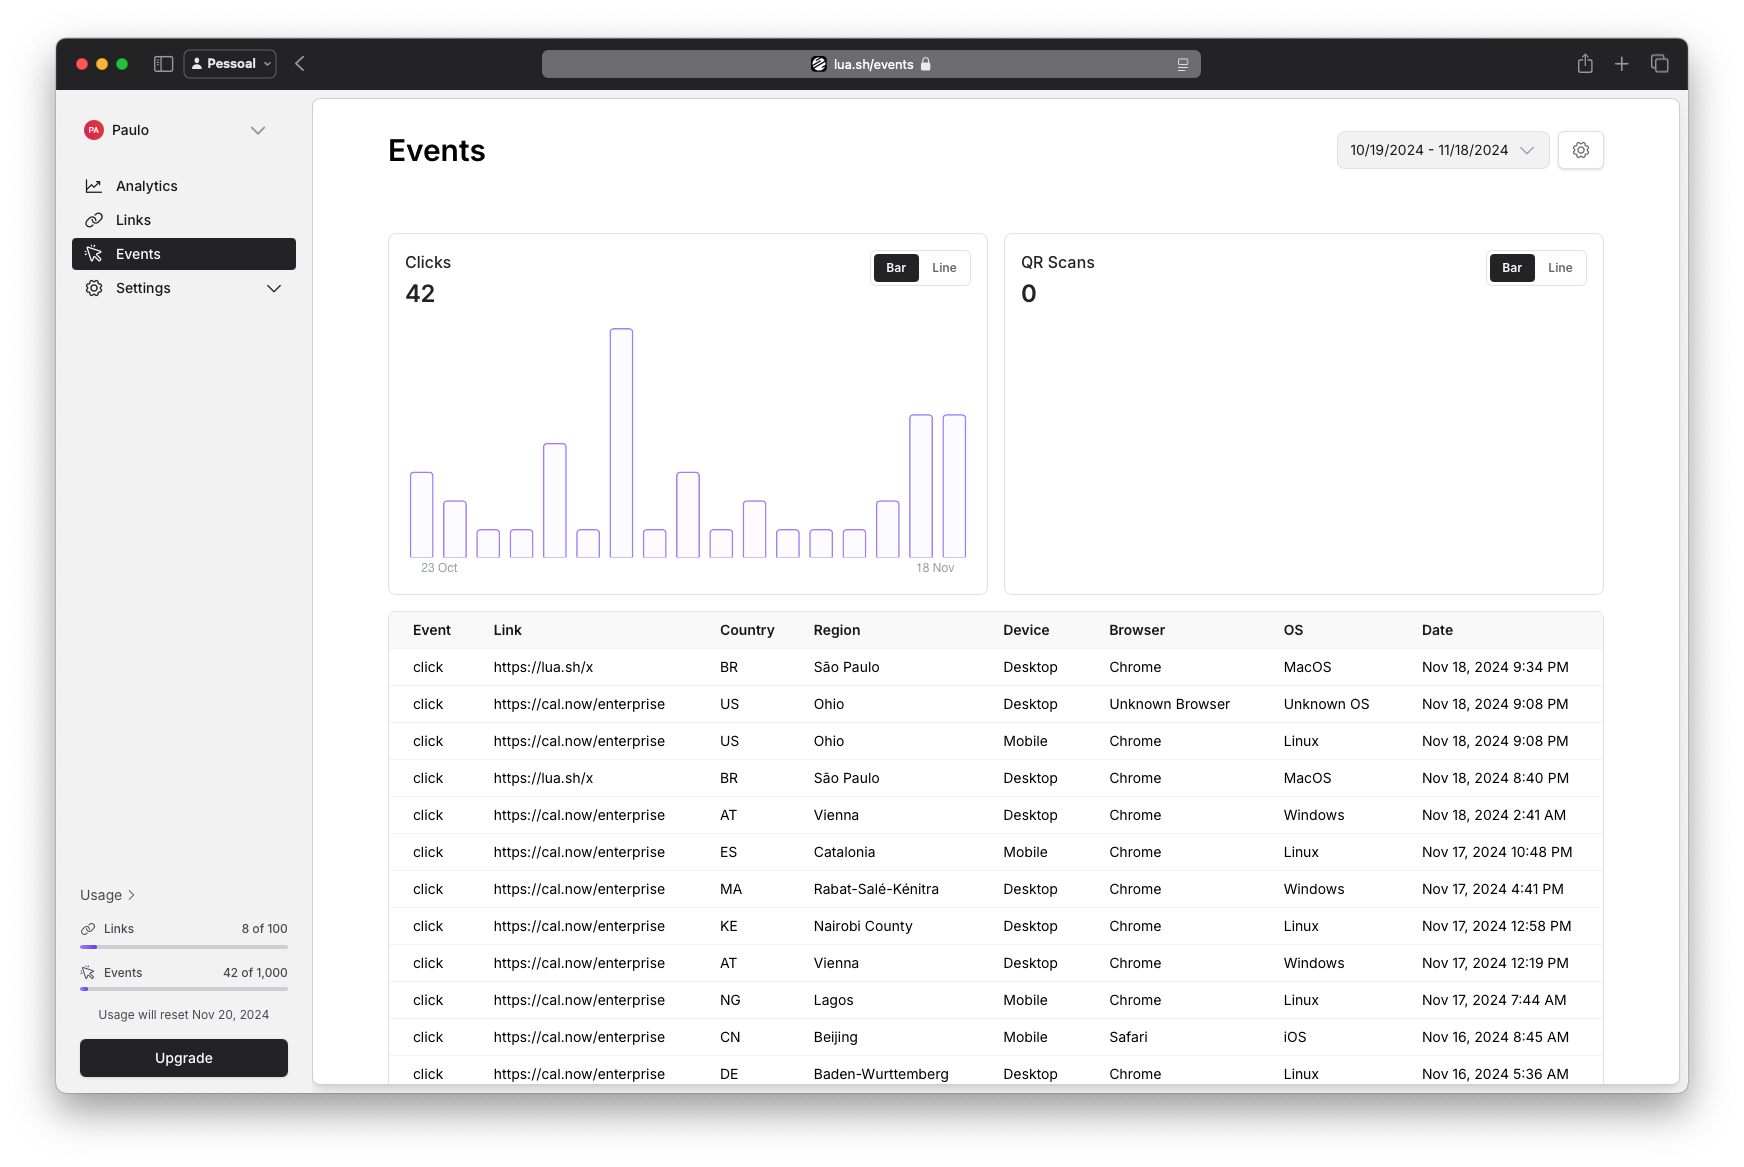 Pessoal
lua.sh/events
PA Paulo
Analytics
Links
Events
Settings
Usage
Links 8 of 100
Events 42 of 1,000
Usage will reset Nov 20, 2024
Upgrade
Events
10/19/2024 - 11/18/2024
Clicks
42
Bar Line
23 Oct 18 Nov
QR Scans
0
Bar Line
Event Link Country Region Device Browser OS Date
click https://lua.sh/x BR São Paulo Desktop Chrome MacOS Nov 18, 2024 9:34 PM
click https://cal.now/enterprise US Ohio Desktop Unknown Browser Unknown OS Nov 18, 2024 9:08 PM
click https://cal.now/enterprise US Ohio Mobile Chrome Linux Nov 18, 2024 9:08 PM
click https://lua.sh/x BR São Paulo Desktop Chrome MacOS Nov 18, 2024 8:40 PM
click https://cal.now/enterprise AT Vienna Desktop Chrome Windows Nov 18, 2024 2:41 AM
click https://cal.now/enterprise ES Catalonia Mobile Chrome Linux Nov 17, 2024 10:48 PM
click https://cal.now/enterprise MA Rabat-Salé-Kénitra Desktop Chrome Windows Nov 17, 2024 4:41 PM
click https://cal.now/enterprise KE Nairobi County Desktop Chrome Linux Nov 17, 2024 12:58 PM
click https://cal.now/enterprise AT Vienna Desktop Chrome Windows Nov 17, 2024 12:19 PM
click https://cal.now/enterprise NG Lagos Mobile Chrome Linux Nov 17, 2024 7:44 AM
click https://cal.now/enterprise CN Beijing Mobile Safari iOS Nov 16, 2024 8:45 AM
click https://cal.now/enterprise DE Baden-Wurttemberg Desktop Chrome Linux Nov 16, 2024 5:36 AM